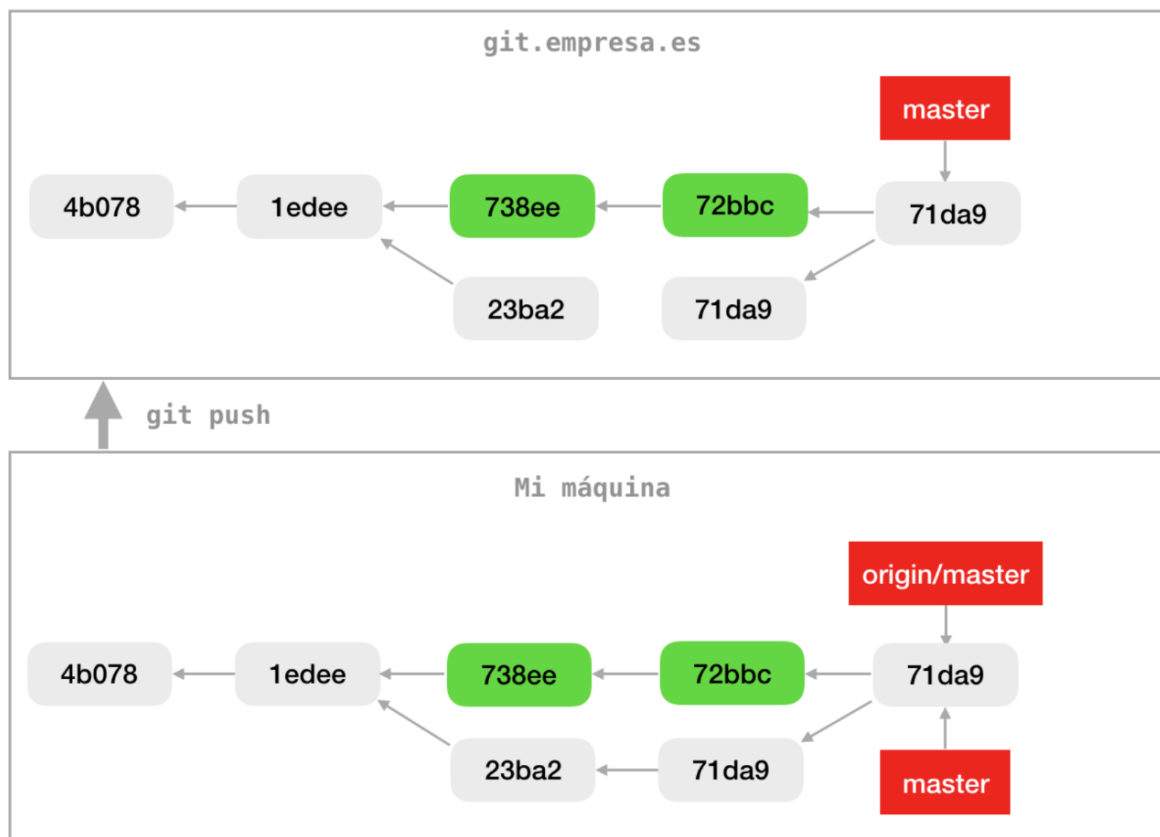 git.empresa.es
master
4b078
1edee
738ee
72bbc
71da9
23ba2
71da9
git push
Mi máquina
origin/master
4b078
1edee
738ee
72bbc
71da9
23ba2
71da9
master